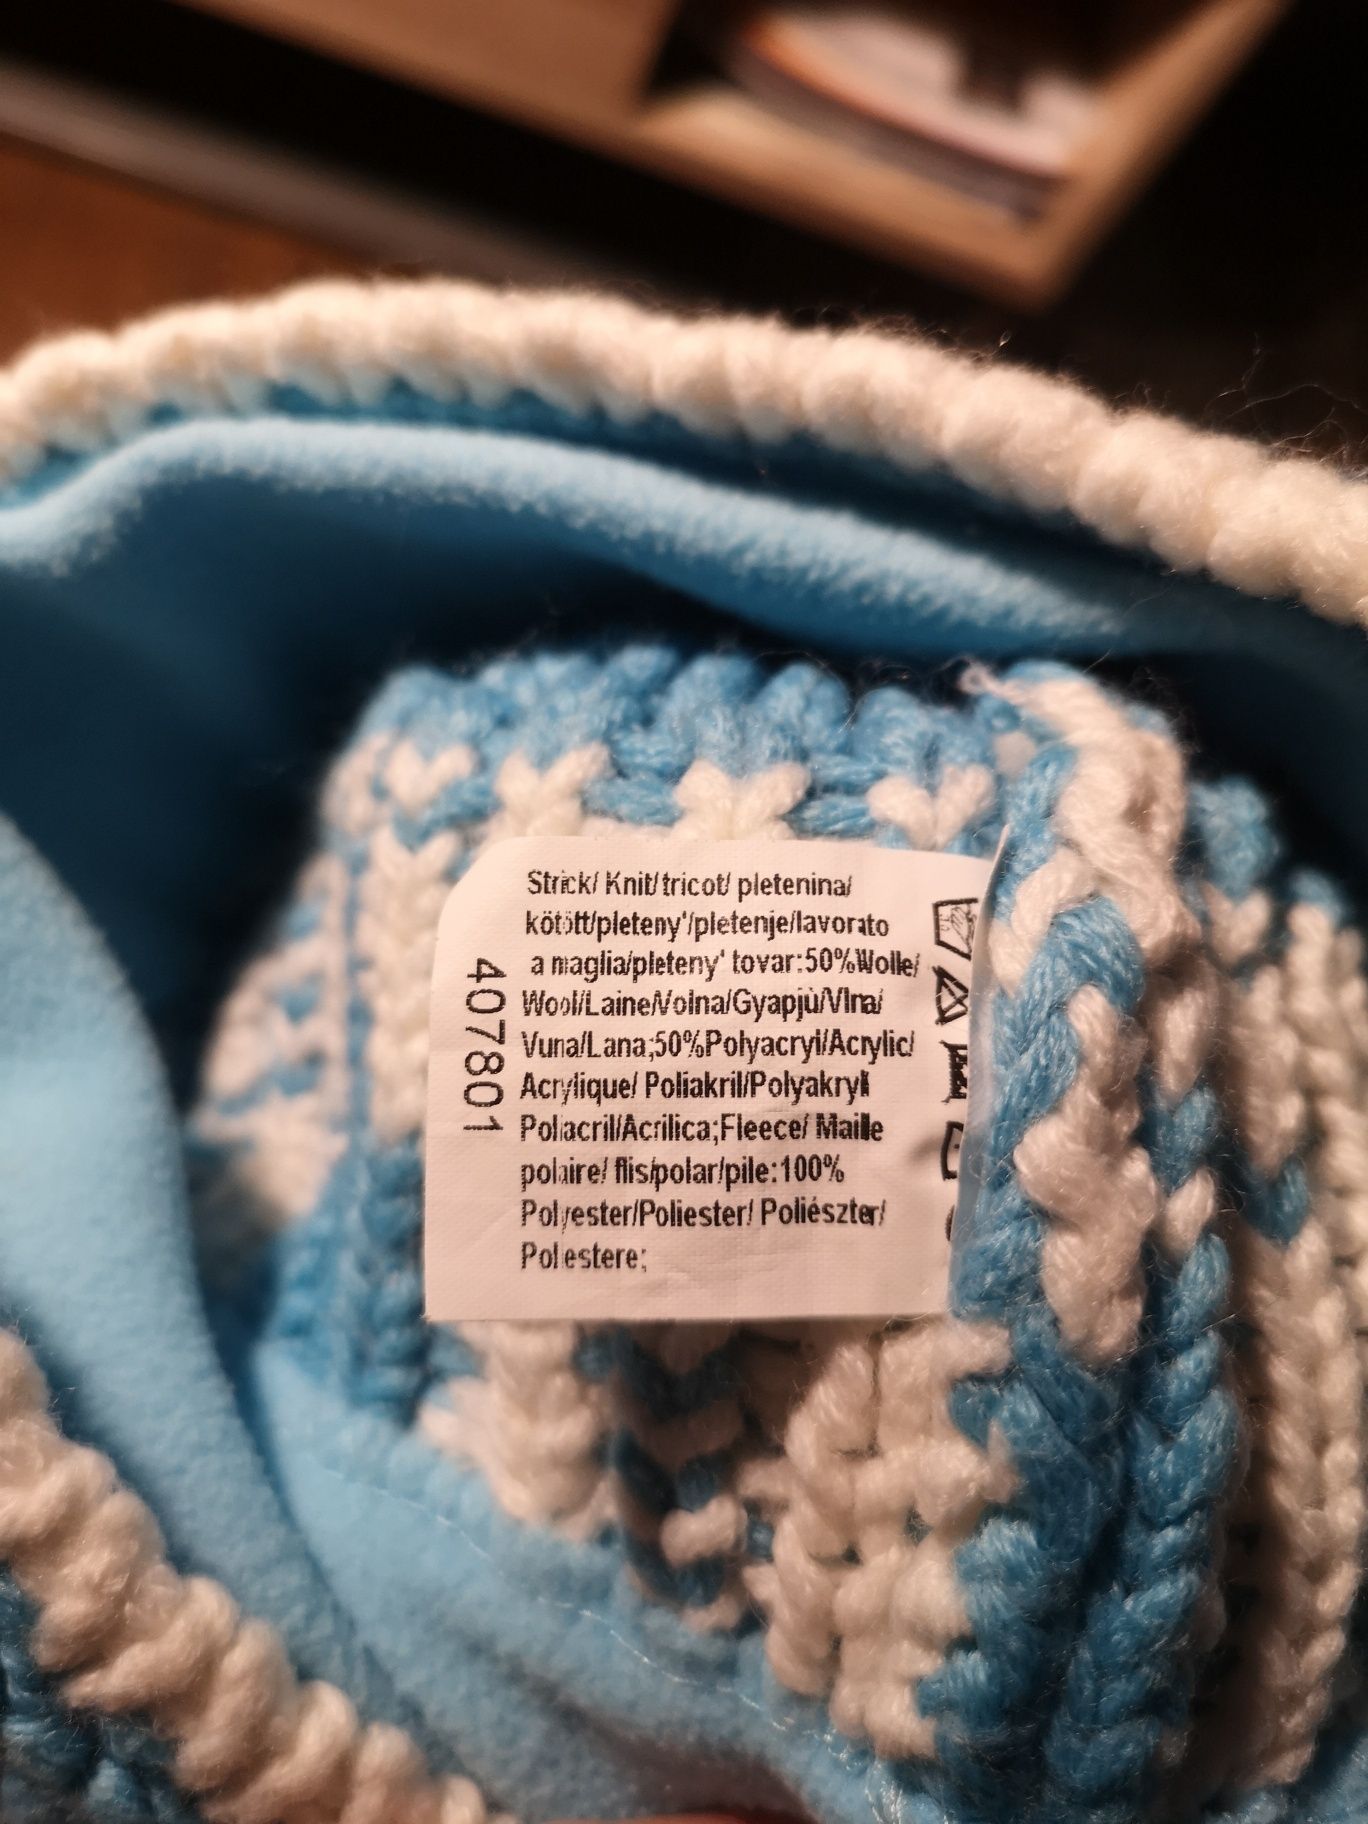 Strick/ Knit/tricot/ pletenina/
kötött/pleteny'/pletenje/lavorato
a maglia/pleteny' tovar:50%Wolle/
Wool/Laine/Volna/Gyapjù/Vlna/
Vuna/Lana;50%Polyacryl/Acrylic/
Acrylique/ Poliakril/Polyakryl
Poliacril/Acrilica;Fleece/ Maille
polaire/ flis/polar/pile:100%
Polyester/Poliester/ Poliészter/
Poliestere;
407801